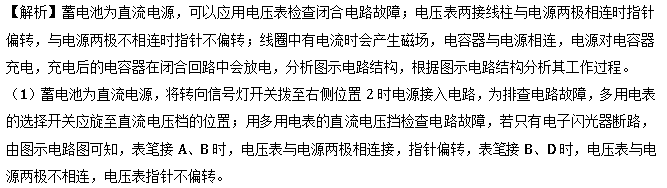 【解析】蓄电池为直流电源，可以应用电压表检查闭合电路故障；电压表两接线柱与电源两极相连时指针
偏转，与电源两极不相连时指针不偏转；线圈中有电流时会产生磁场，电容器与电源相连，电源对电容器
充电，充电后的电容器在闭合回路中会放电，分析图示电路结构，根据图示电路结构分析其工作过程。
（1）蓄电池为直流电源，将转向信号灯开关拨至右侧位置 2 时电源接入电路，为排查电路故障，多用电表
的选择开关应旋至直流电压档的位置；用多用电表的直流电压挡检查电路故障，若只有电子闪光器断路，
由图示电路图可知，表笔接 A、B 时，电压表与电源两极相连接，指针偏转，表笔接 B、D 时，电压表与电
源两极不相连，电压表指针不偏转。